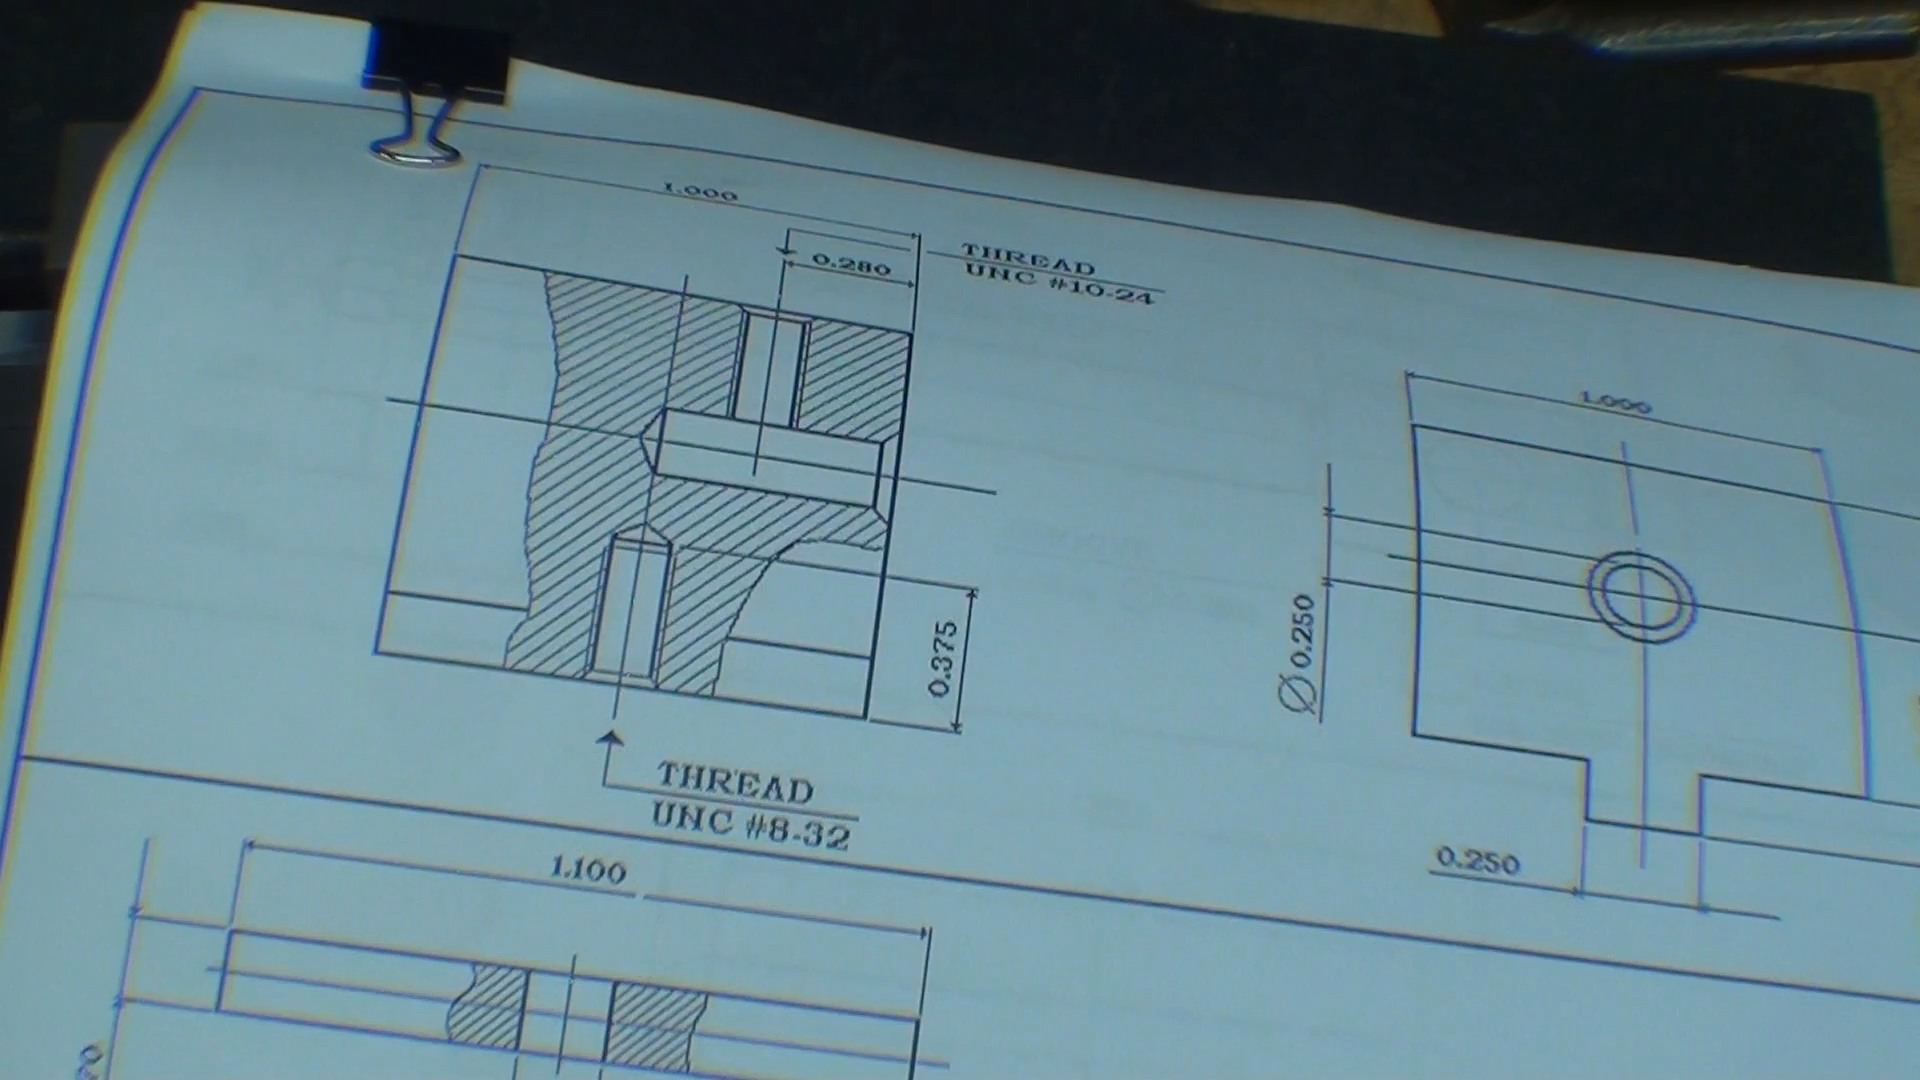 1.000
0.280
THREAD
UNC #10-24
1.000
Ø 0.250
0.375
THREAD
UNC #8-32
0.250
1.100